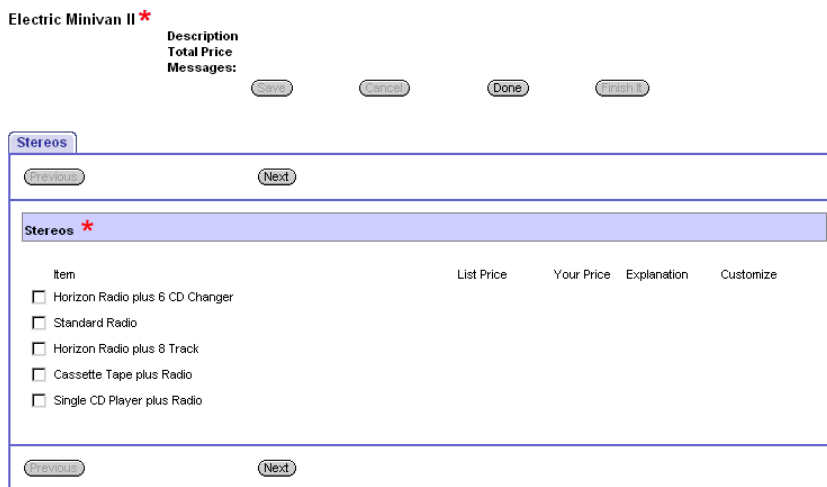 Electric Minivan II *
Description
Total Price
Messages:
Save Cancel Done Finish It
Stereos
Previous Next
Stereos *
Item List Price Your Price Explanation Customize
Horizon Radio plus 6 CD Changer
Standard Radio
Horizon Radio plus 8 Track
Cassette Tape plus Radio
Single CD Player plus Radio
Previous Next